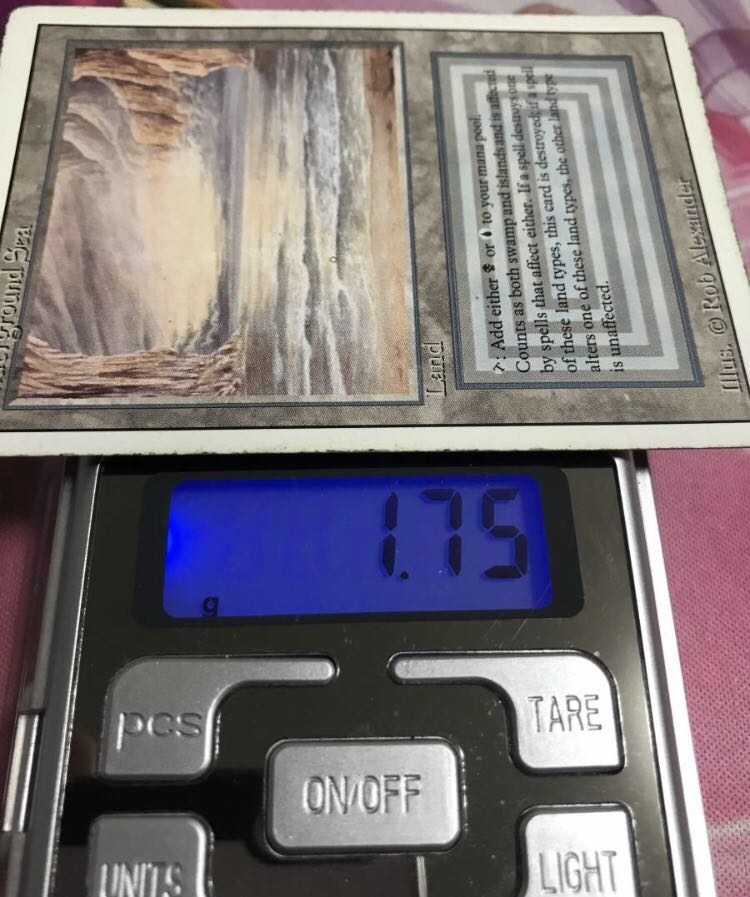 Underground Sea
Land
: Add either or to your mana pool.
Counts as both swamp and islands and is affected
by spells that affect either. If a spell destroys one
of these land types, this card is destroyed; if a spell
alters one of these land types, the other land type
is unaffected.
Illus. © Rob Alexander
1.75
g
pcs
TARE
ON/OFF
UNITS
LIGHT